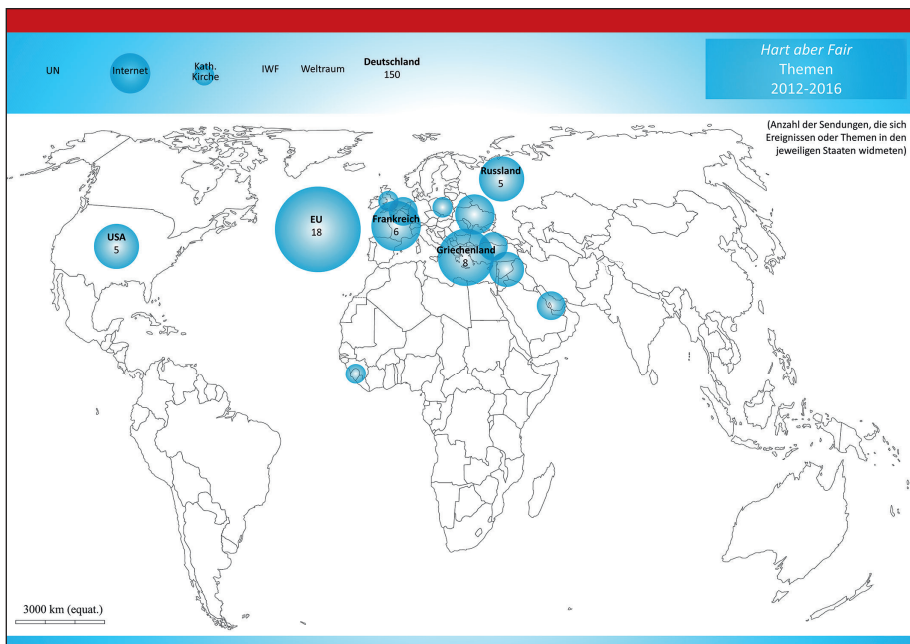 UN
Internet
Kath.
Kirche
IWF
Weltraum
Deutschland
150
Hart aber Fair
Themen
2012-2016
(Anzahl der Sendungen, die sich
Ereignissen oder Themen in den
jeweiligen Staaten widmeten)
Russland
5
EU
18
Frankreich
6
USA
5
Griechenland
8
3000 km (equat.)